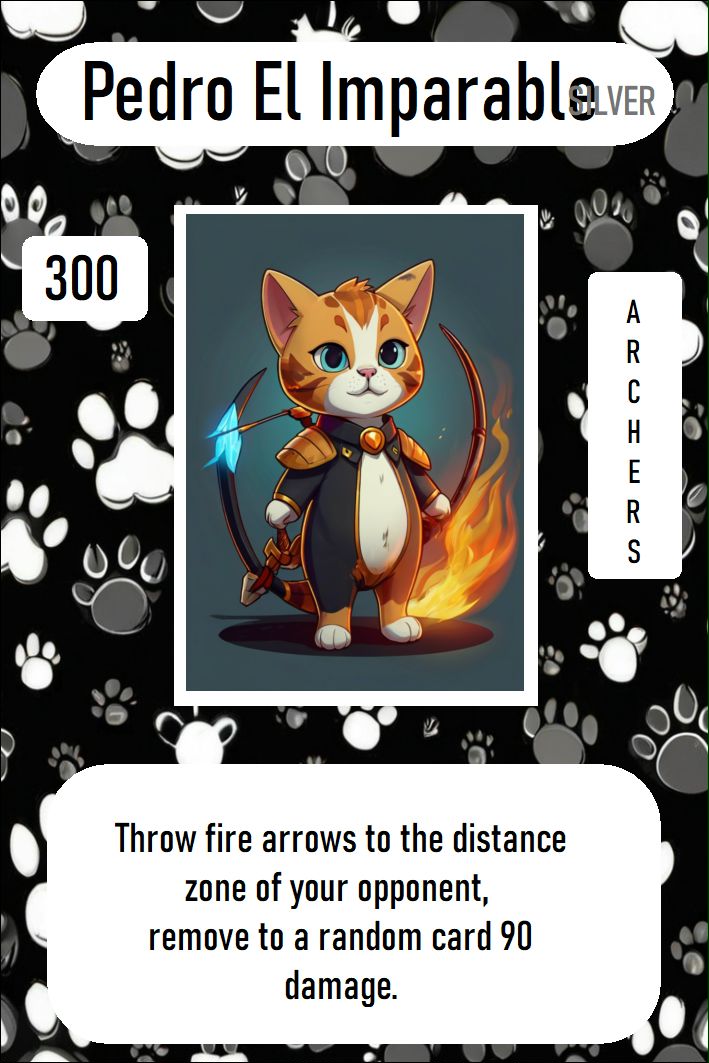 Pedro El Imparable
SILVER
300
ARCHERS
Throw fire arrows to the distance
zone of your opponent,
remove to a random card 90
damage.